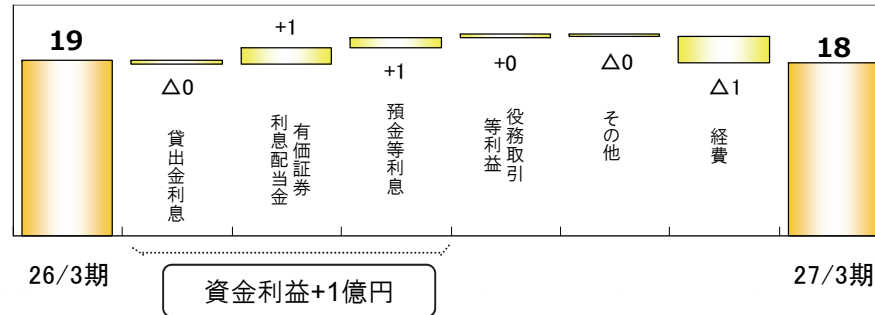 19
△0
貸出金利息
+1
有価証券
利息配当金
+1
預金等利息
+0
役務取引
等利益
△0
その他
△1
経費
18
26/3期
27/3期
資金利益+1億円